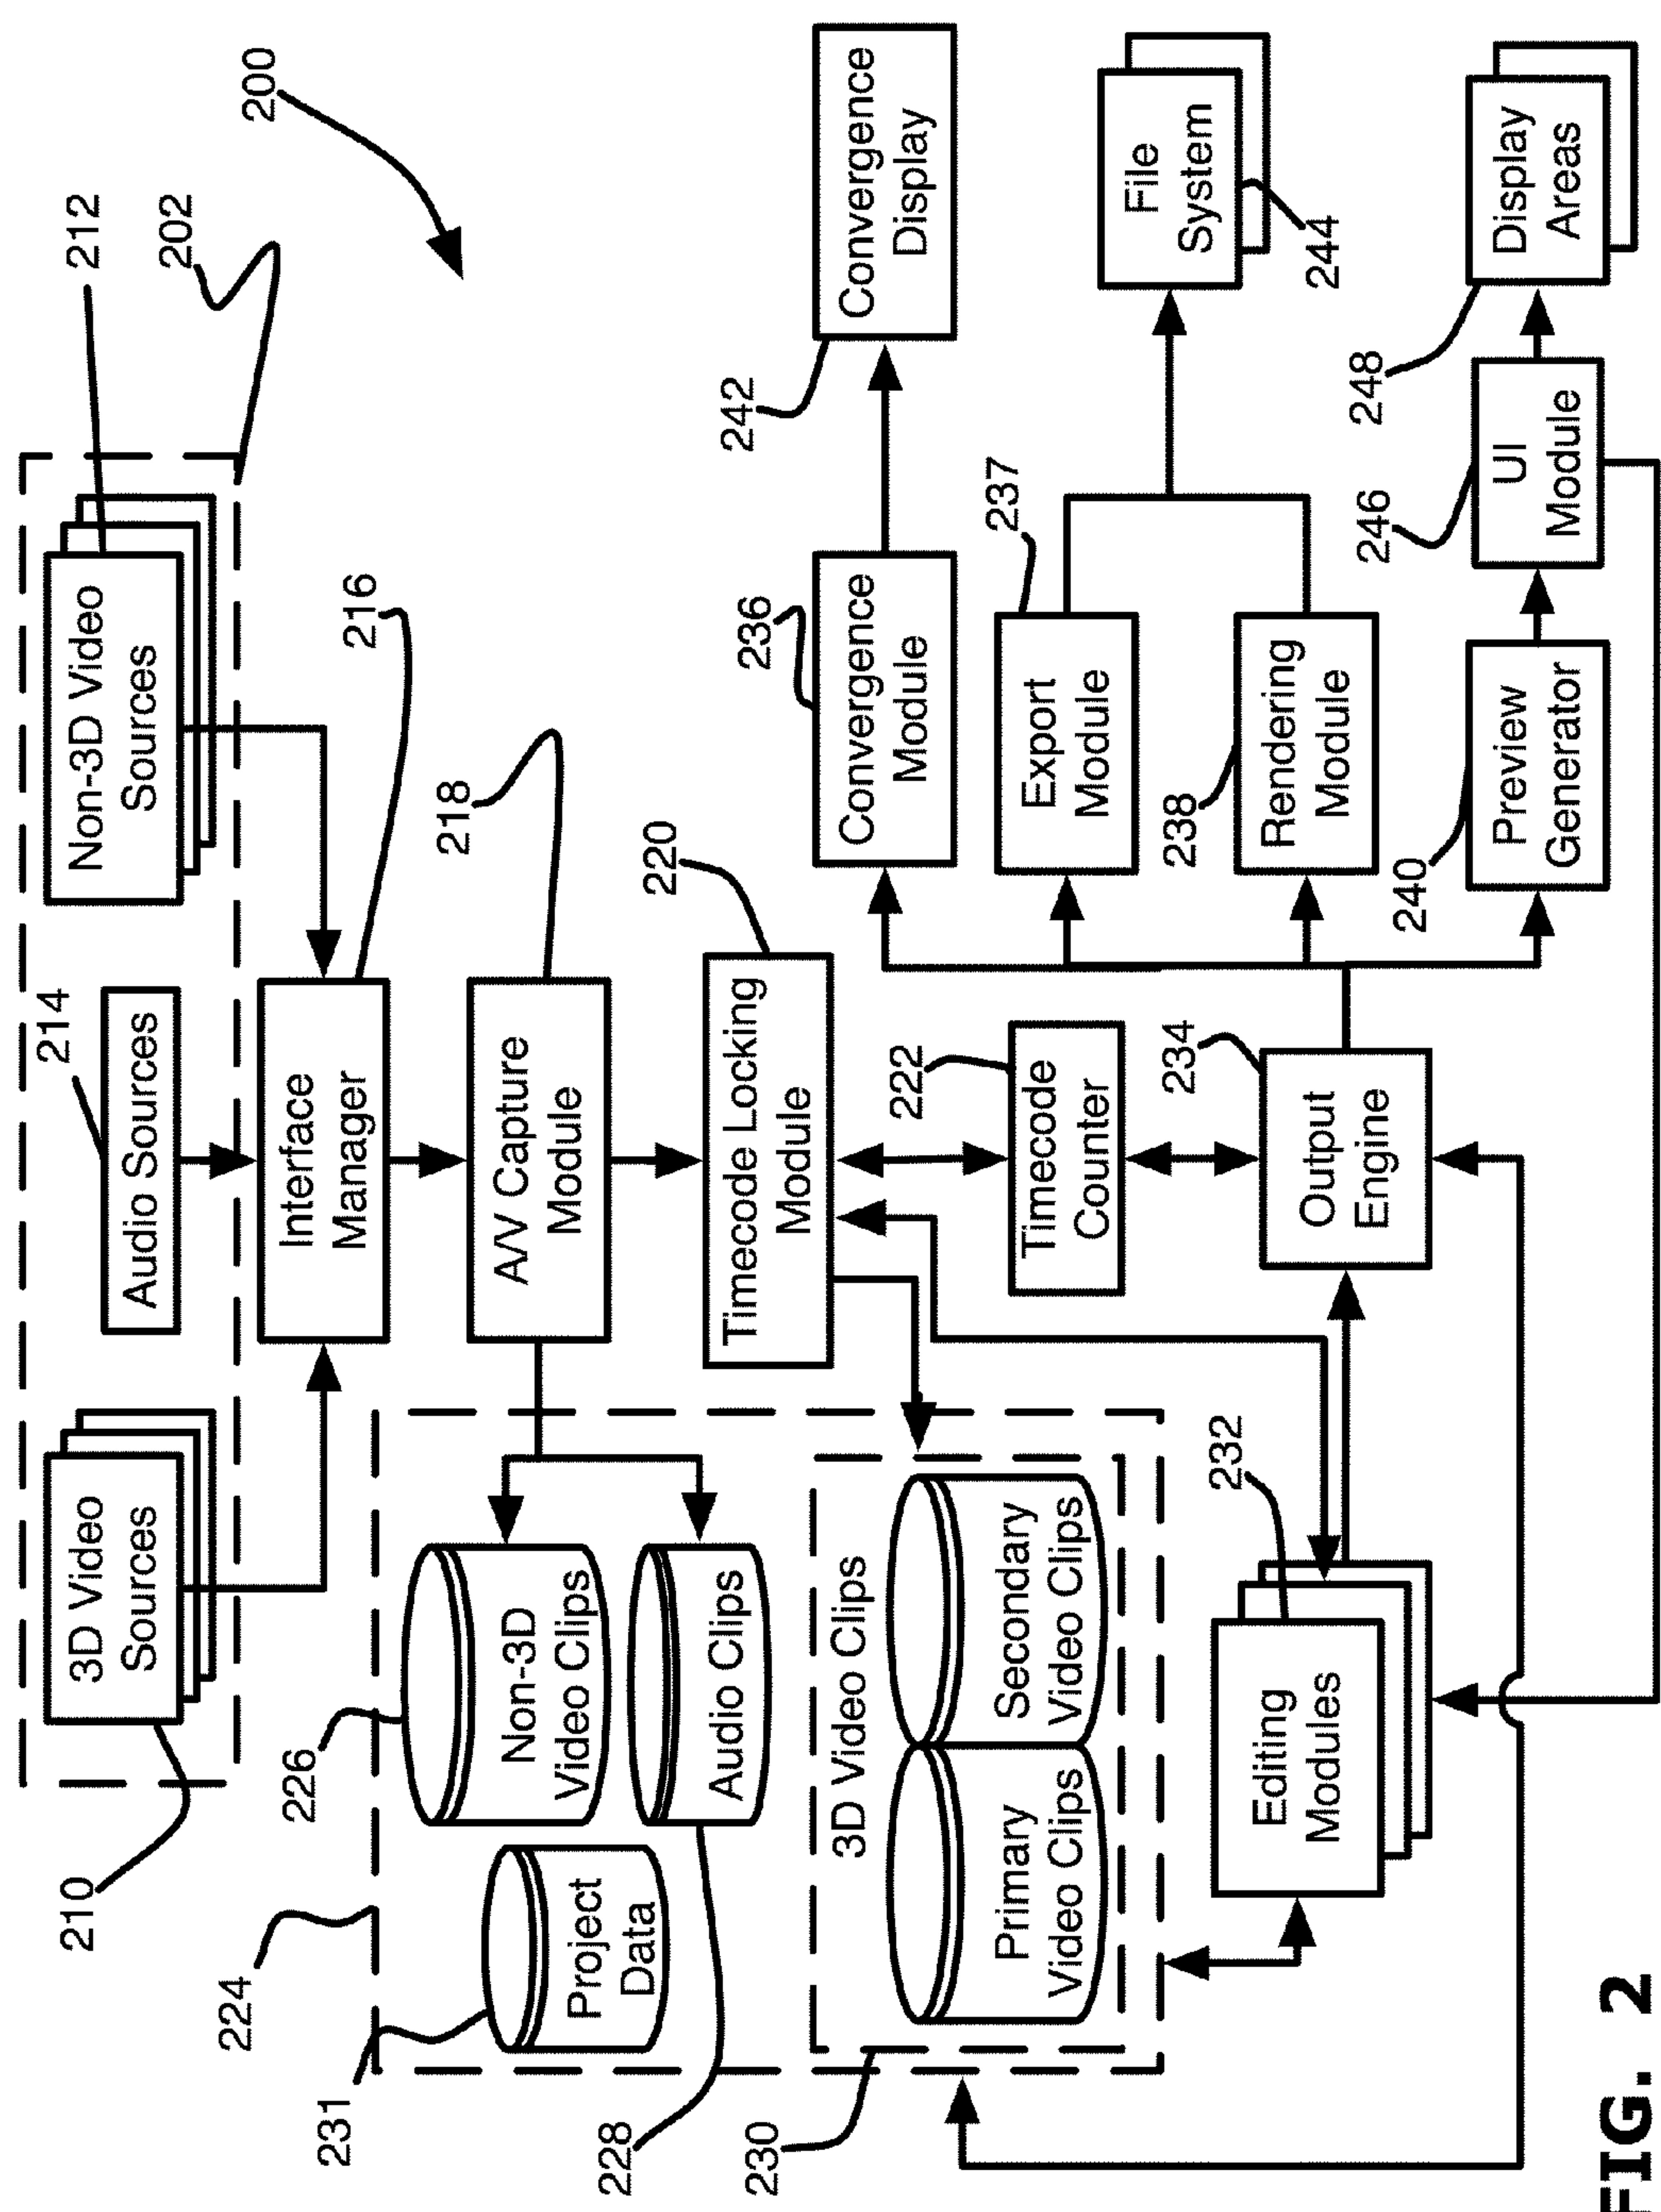 200
202
210
3D Video
Sources
214
Audio Sources
212
Non-3D Video
Sources
216
Interface
Manager
218
A/V Capture
Module
220
Timecode Locking
Module
222
Timecode
Counter
224
226
Non-3D
Video Clips
228
Audio Clips
231
Project
Data
230
3D Video Clips
Primary
Video Clips
Secondary
Video Clips
232
Editing
Modules
234
Output
Engine
236
Convergence
Module
242
Convergence
Display
237
Export
Module
238
Rendering
Module
244
File
System
240
Preview
Generator
246
UI
Module
248
Display
Areas
FIG. 2